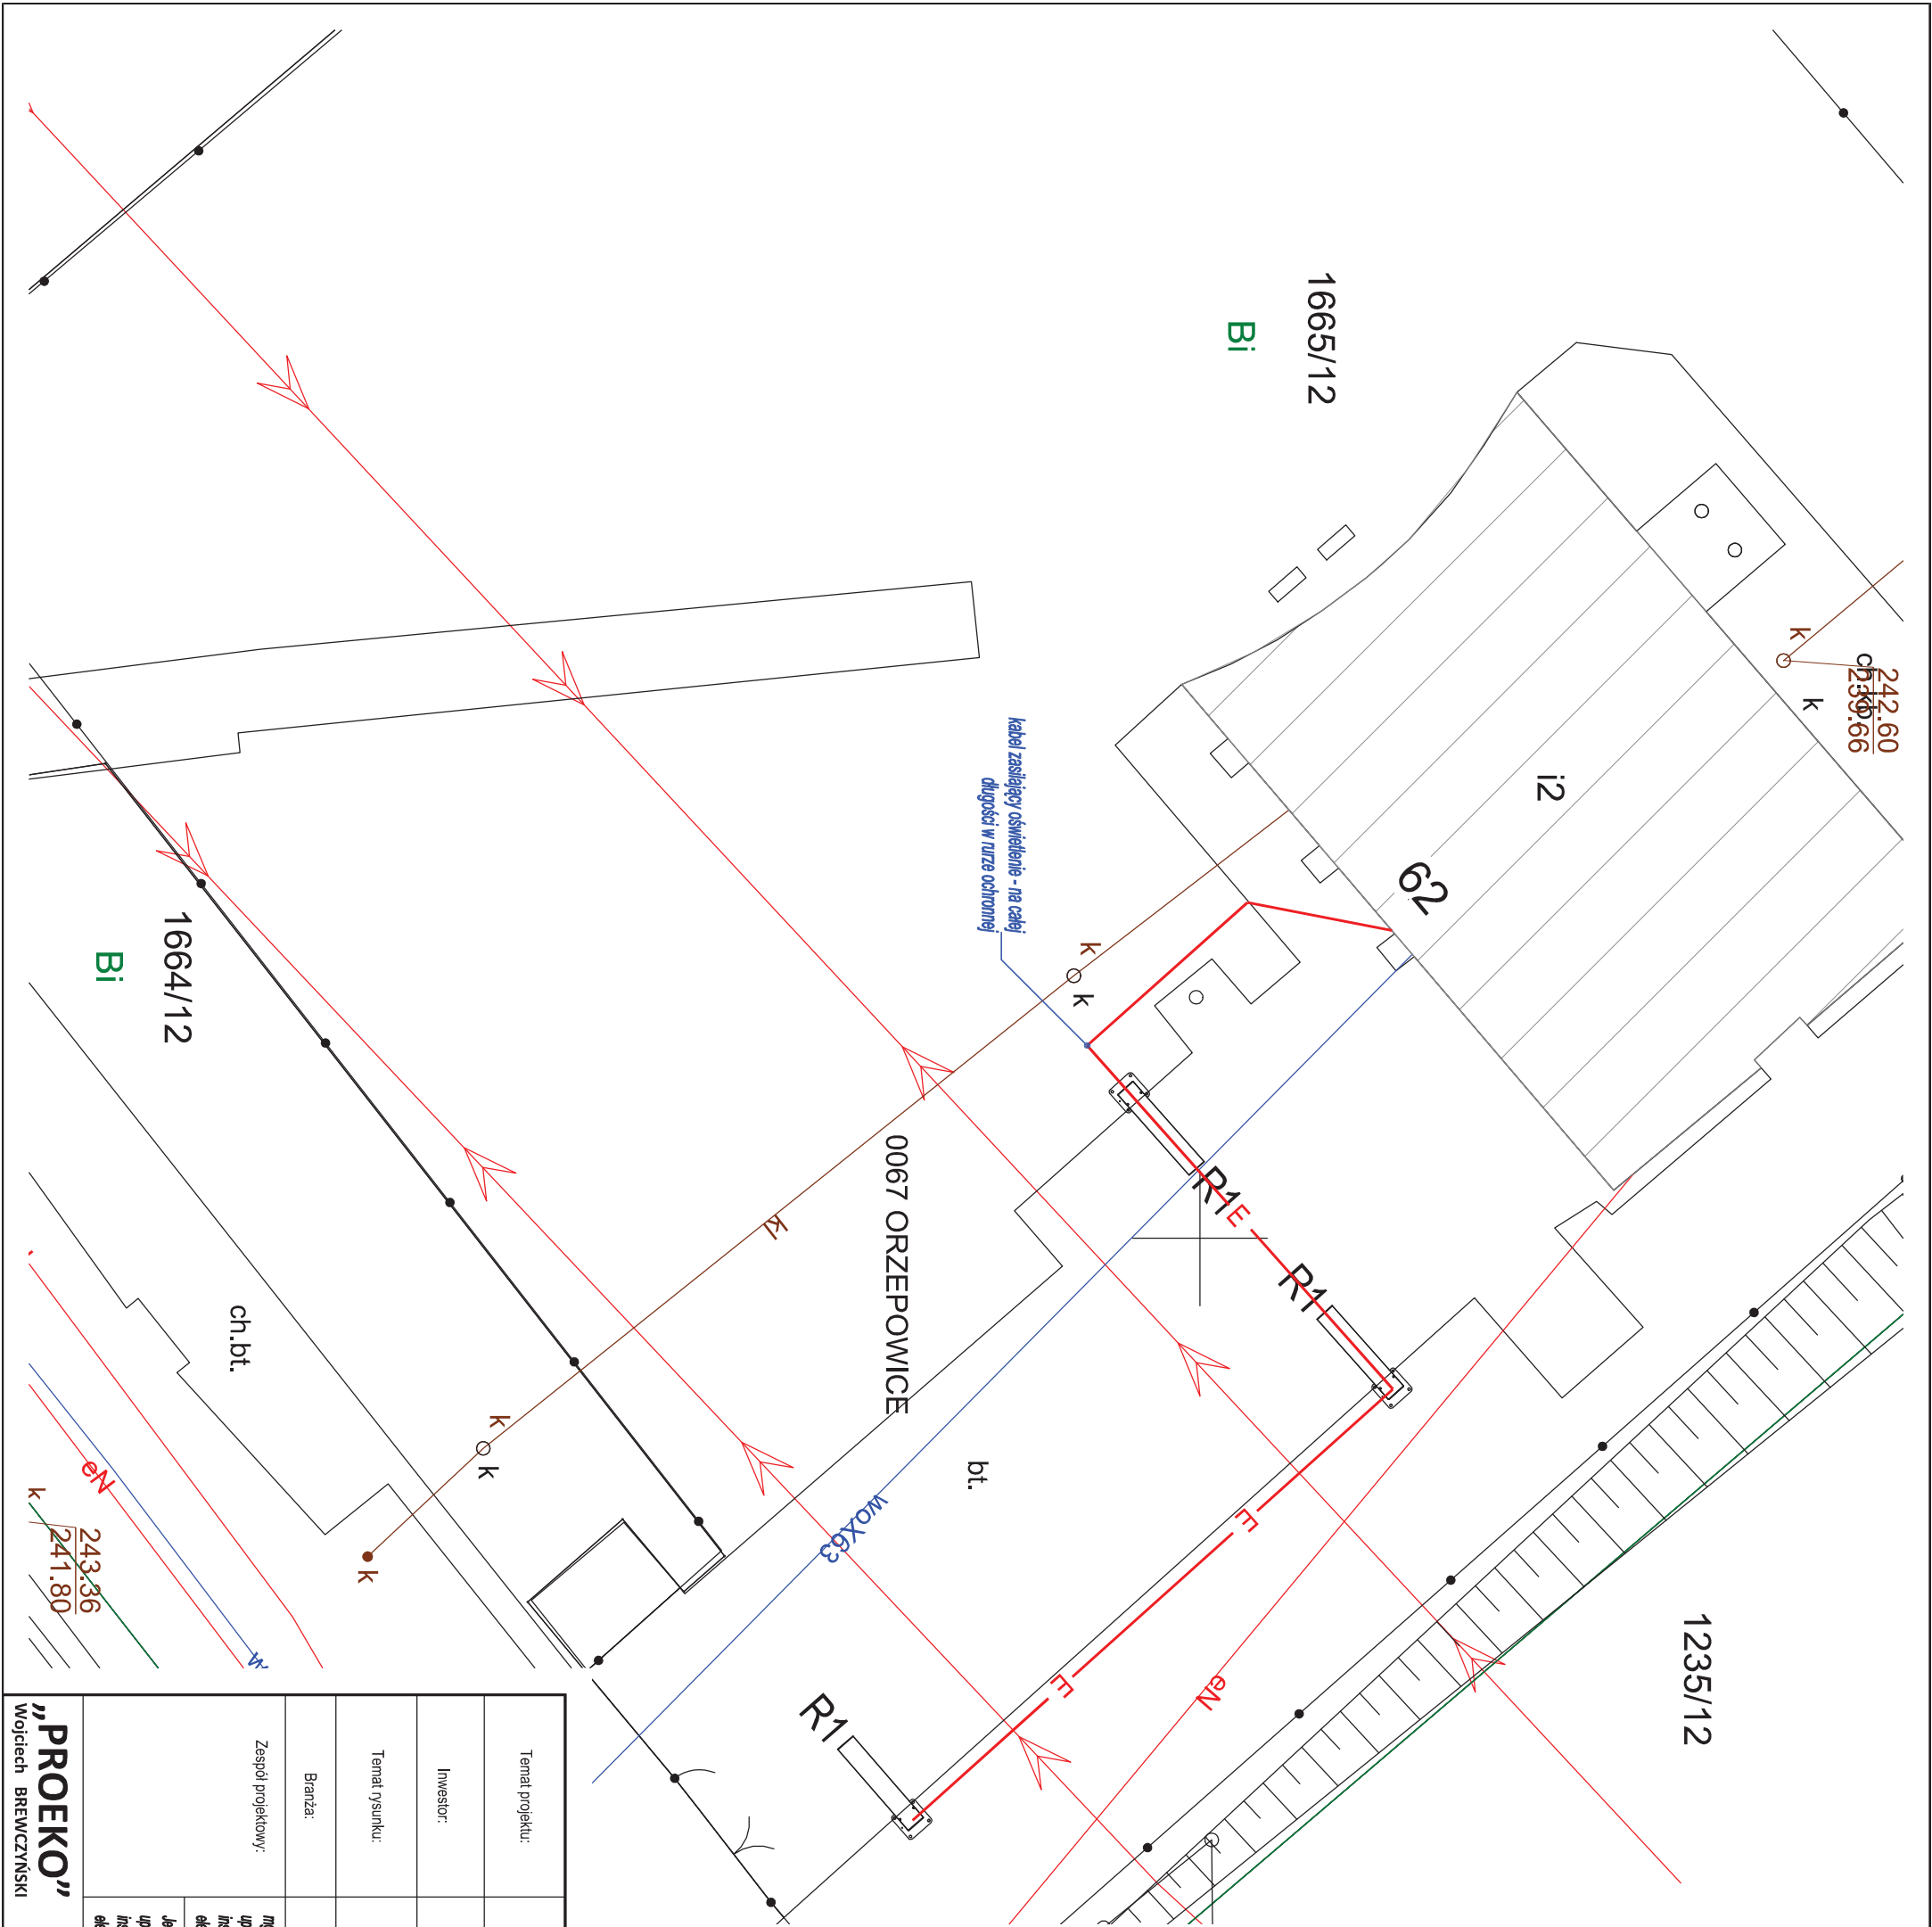 1665/12
Bi
i2
62
k
k
ch.kp.
242.60
239.66
kabel zasilający oświetlenie - na całej
długości w rurze ochronnej
k
k
R1
E
R1
0067 ORZEPOWICE
K
bt.
woX63
E
E
eN
R1
1235/12
1664/12
Bi
ch.bt.
k
k
k
eN
w
k
243.36
241.80
Temat projektu:
Inwestor:
Temat rysunku:
Branża:
Zespół projektowy:
„PROEKO”
Wojciech BREWCZYŃSKI